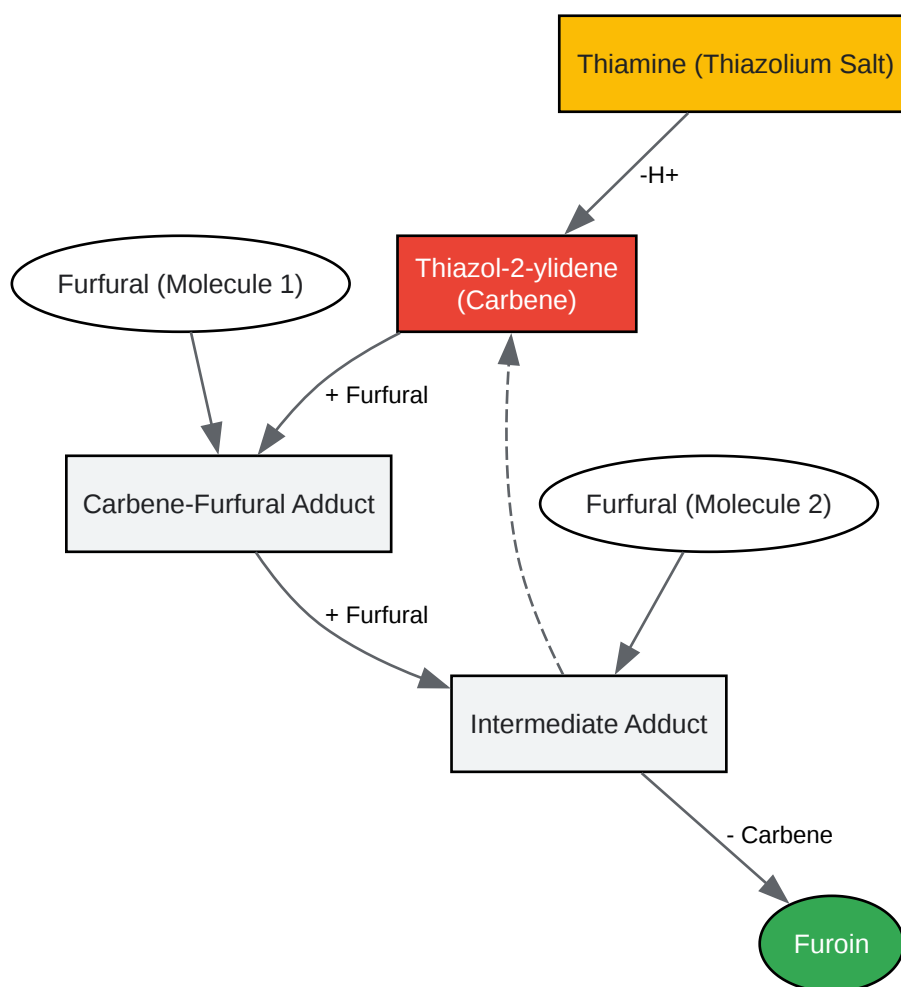 Thiamine (Thiazolium Salt)
-H+
Furfural (Molecule 1)
Thiazol-2-ylidene
(Carbene)
+ Furfural
Carbene-Furfural Adduct
Furfural (Molecule 2)
+ Furfural
Intermediate Adduct
- Carbene
Furoin